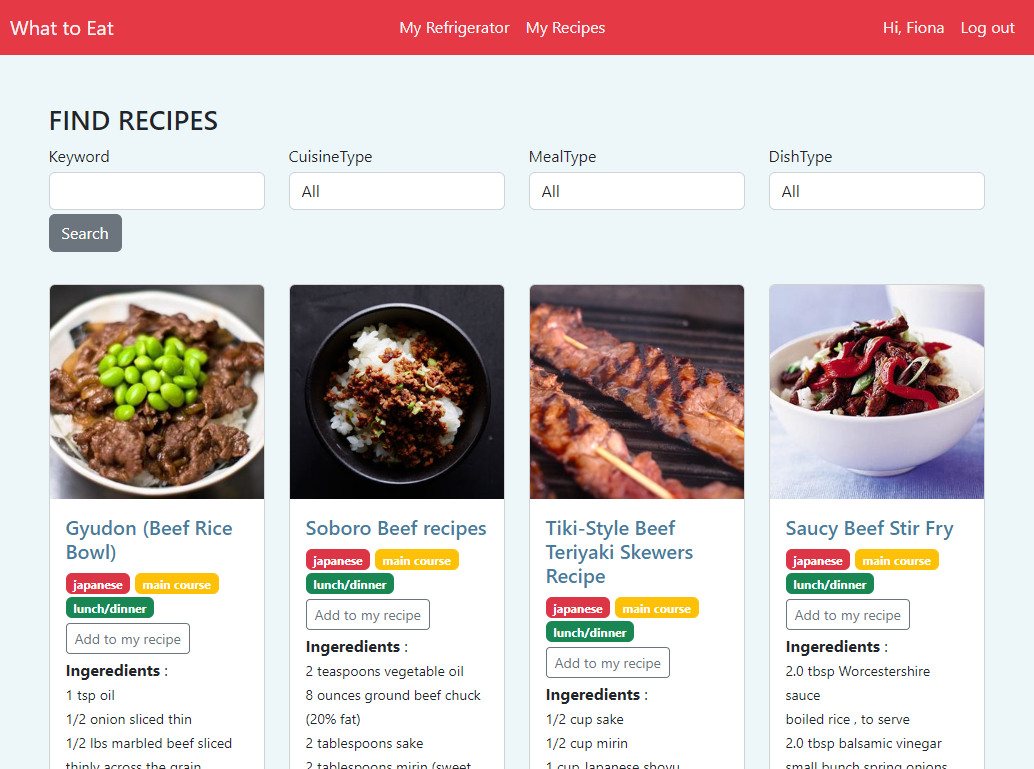 What to Eat My Refrigerator My Recipes Hi, Fiona Log out
FIND RECIPES
Keyword CuisineType MealType DishType
All All All
Search
Gyudon (Beef Rice
Bowl)
japanese main course
lunch/dinner
Add to my recipe
Ingeredients :
1 tsp oil
1/2 onion sliced thin
1/2 lbs marbled beef sliced
thinly across the grain
Soboro Beef recipes
japanese main course
lunch/dinner
Add to my recipe
Ingeredients :
2 teaspoons vegetable oil
8 ounces ground beef chuck
(20% fat)
2 tablespoons sake
2 tablespoons mirin (sweet
Tiki-Style Beef
Teriyaki Skewers
Recipe
japanese main course
lunch/dinner
Add to my recipe
Ingeredients :
1/2 cup sake
1/2 cup mirin
1 cup Japanese shoyu
Saucy Beef Stir Fry
japanese main course
lunch/dinner
Add to my recipe
Ingeredients :
2.0 tbsp Worcestershire
sauce
boiled rice , to serve
2.0 tbsp balsamic vinegar
small bunch spring onions